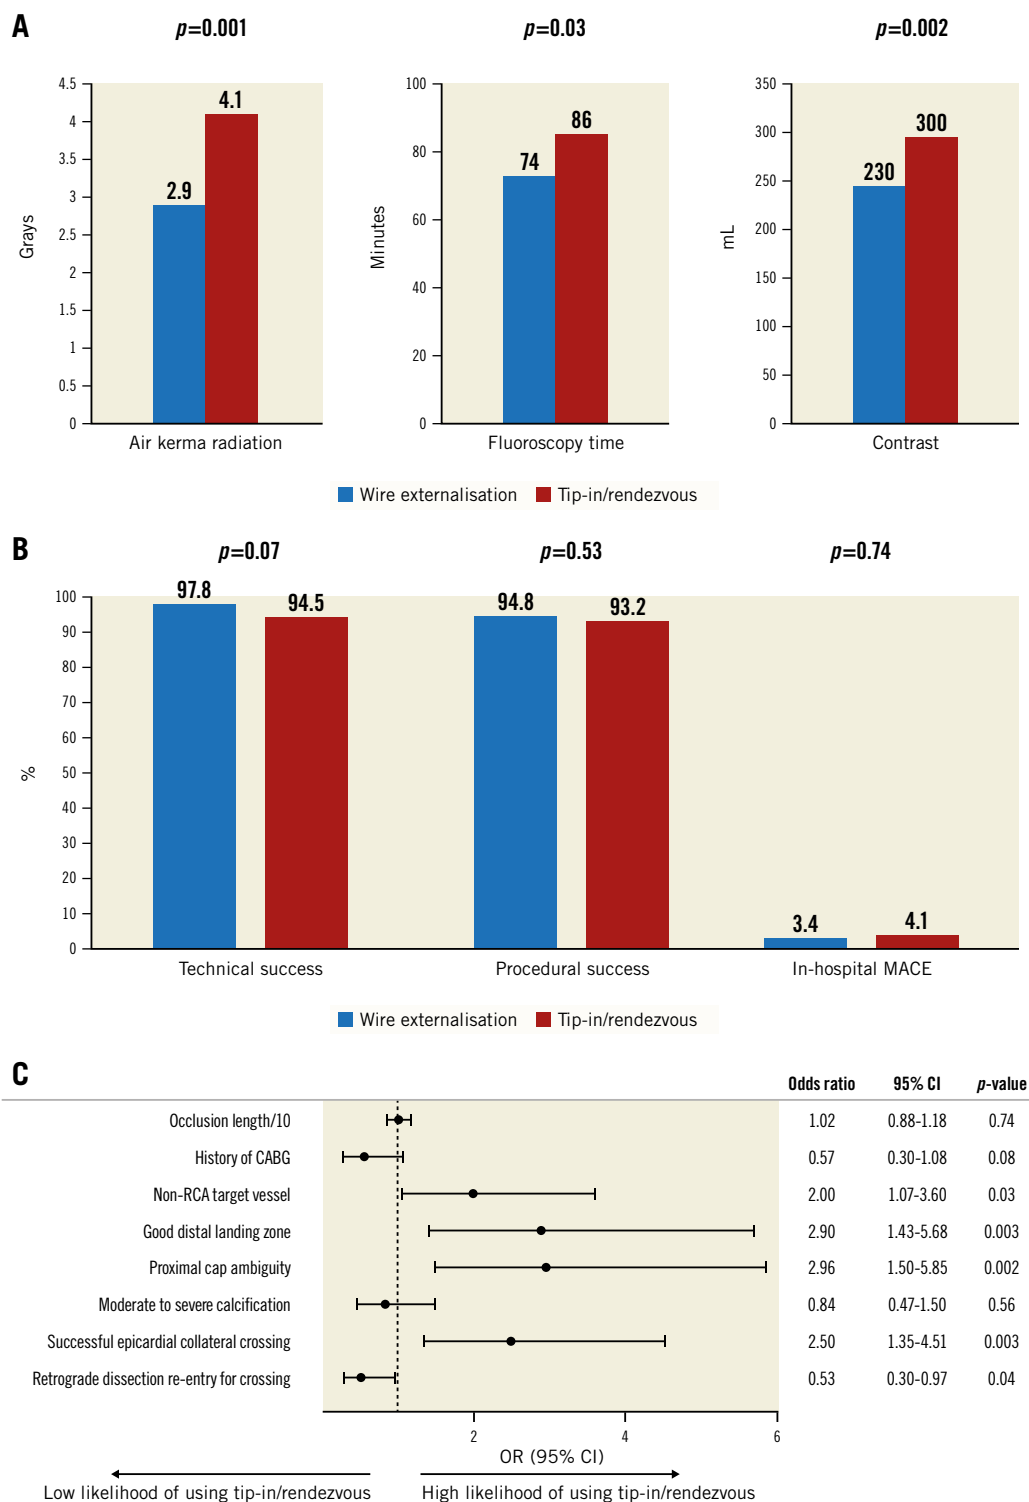 A
p=0.001 p=0.03 p=0.002
4.5
4
3.5
3
2.5
2
1.5
1
0.5
0
Grays
2.9
4.1
Air kerma radiation
100
80
60
40
20
0
Minutes
74
86
Fluoroscopy time
350
300
250
200
150
100
50
0
mL
230
300
Contrast
Wire externalisation Tip-in/rendezvous
B
p=0.07 p=0.53 p=0.74
100
90
80
70
60
50
40
30
20
10
0
%
97.8 94.5 94.8 93.2 3.4 4.1
Technical success Procedural success In-hospital MACE
Wire externalisation Tip-in/rendezvous
C
Odds ratio 95% CI p-value
Occlusion length/10 1.02 0.88-1.18 0.74
History of CABG 0.57 0.30-1.08 0.08
Non-RCA target vessel 2.00 1.07-3.60 0.03
Good distal landing zone 2.90 1.43-5.68 0.003
Proximal cap ambiguity 2.96 1.50-5.85 0.002
Moderate to severe calcification 0.84 0.47-1.50 0.56
Successful epicardial collateral crossing 2.50 1.35-4.51 0.003
Retrograde dissection re-entry for crossing 0.53 0.30-0.97 0.04
2 4 6
OR (95% CI)
Low likelihood of using tip-in/rendezvous High likelihood of using tip-in/rendezvous